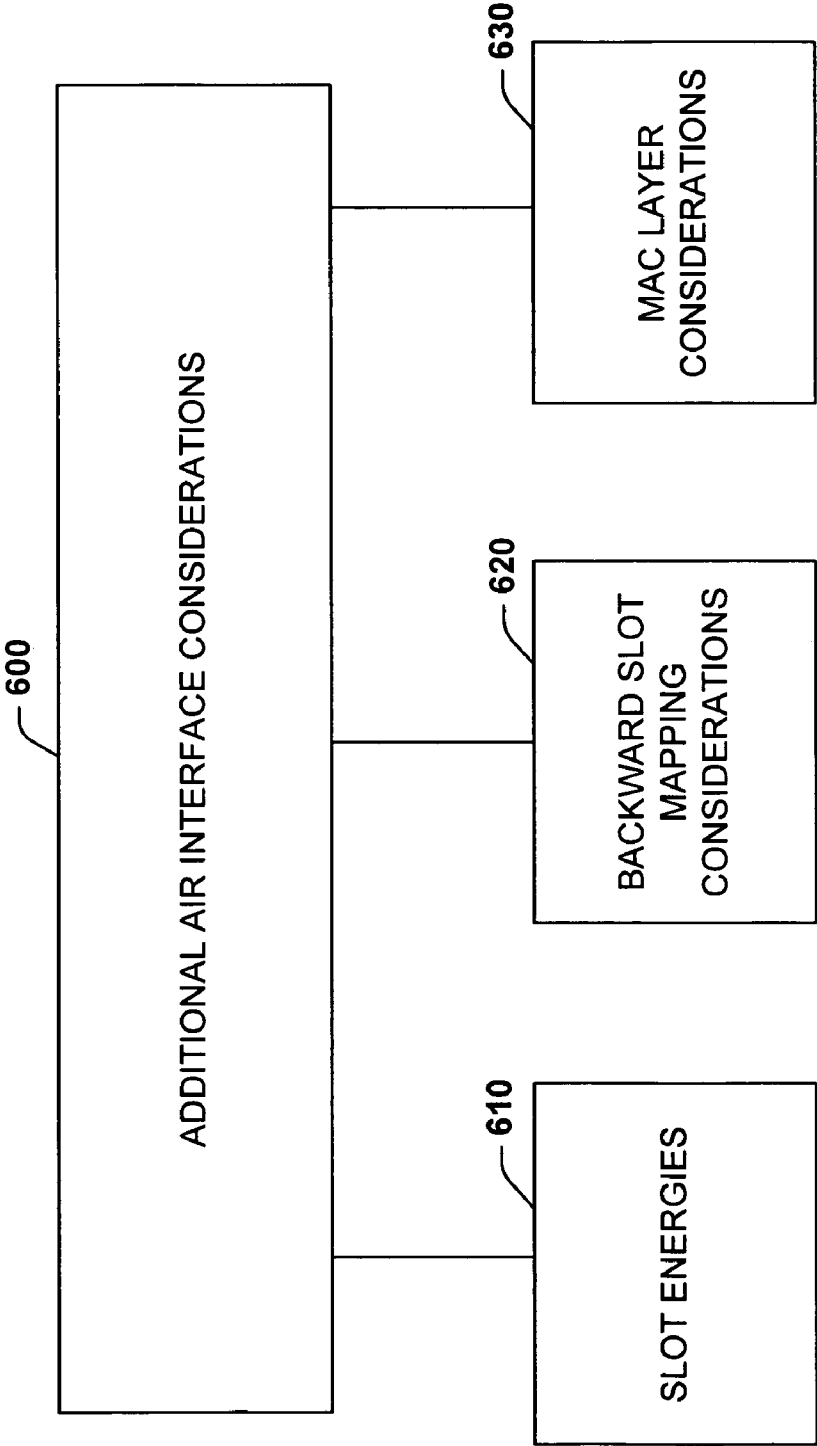 600
ADDITIONAL AIR INTERFACE CONSIDERATIONS
610
SLOT ENERGIES
620
BACKWARD SLOT
MAPPING
CONSIDERATIONS
630
MAC LAYER
CONSIDERATIONS